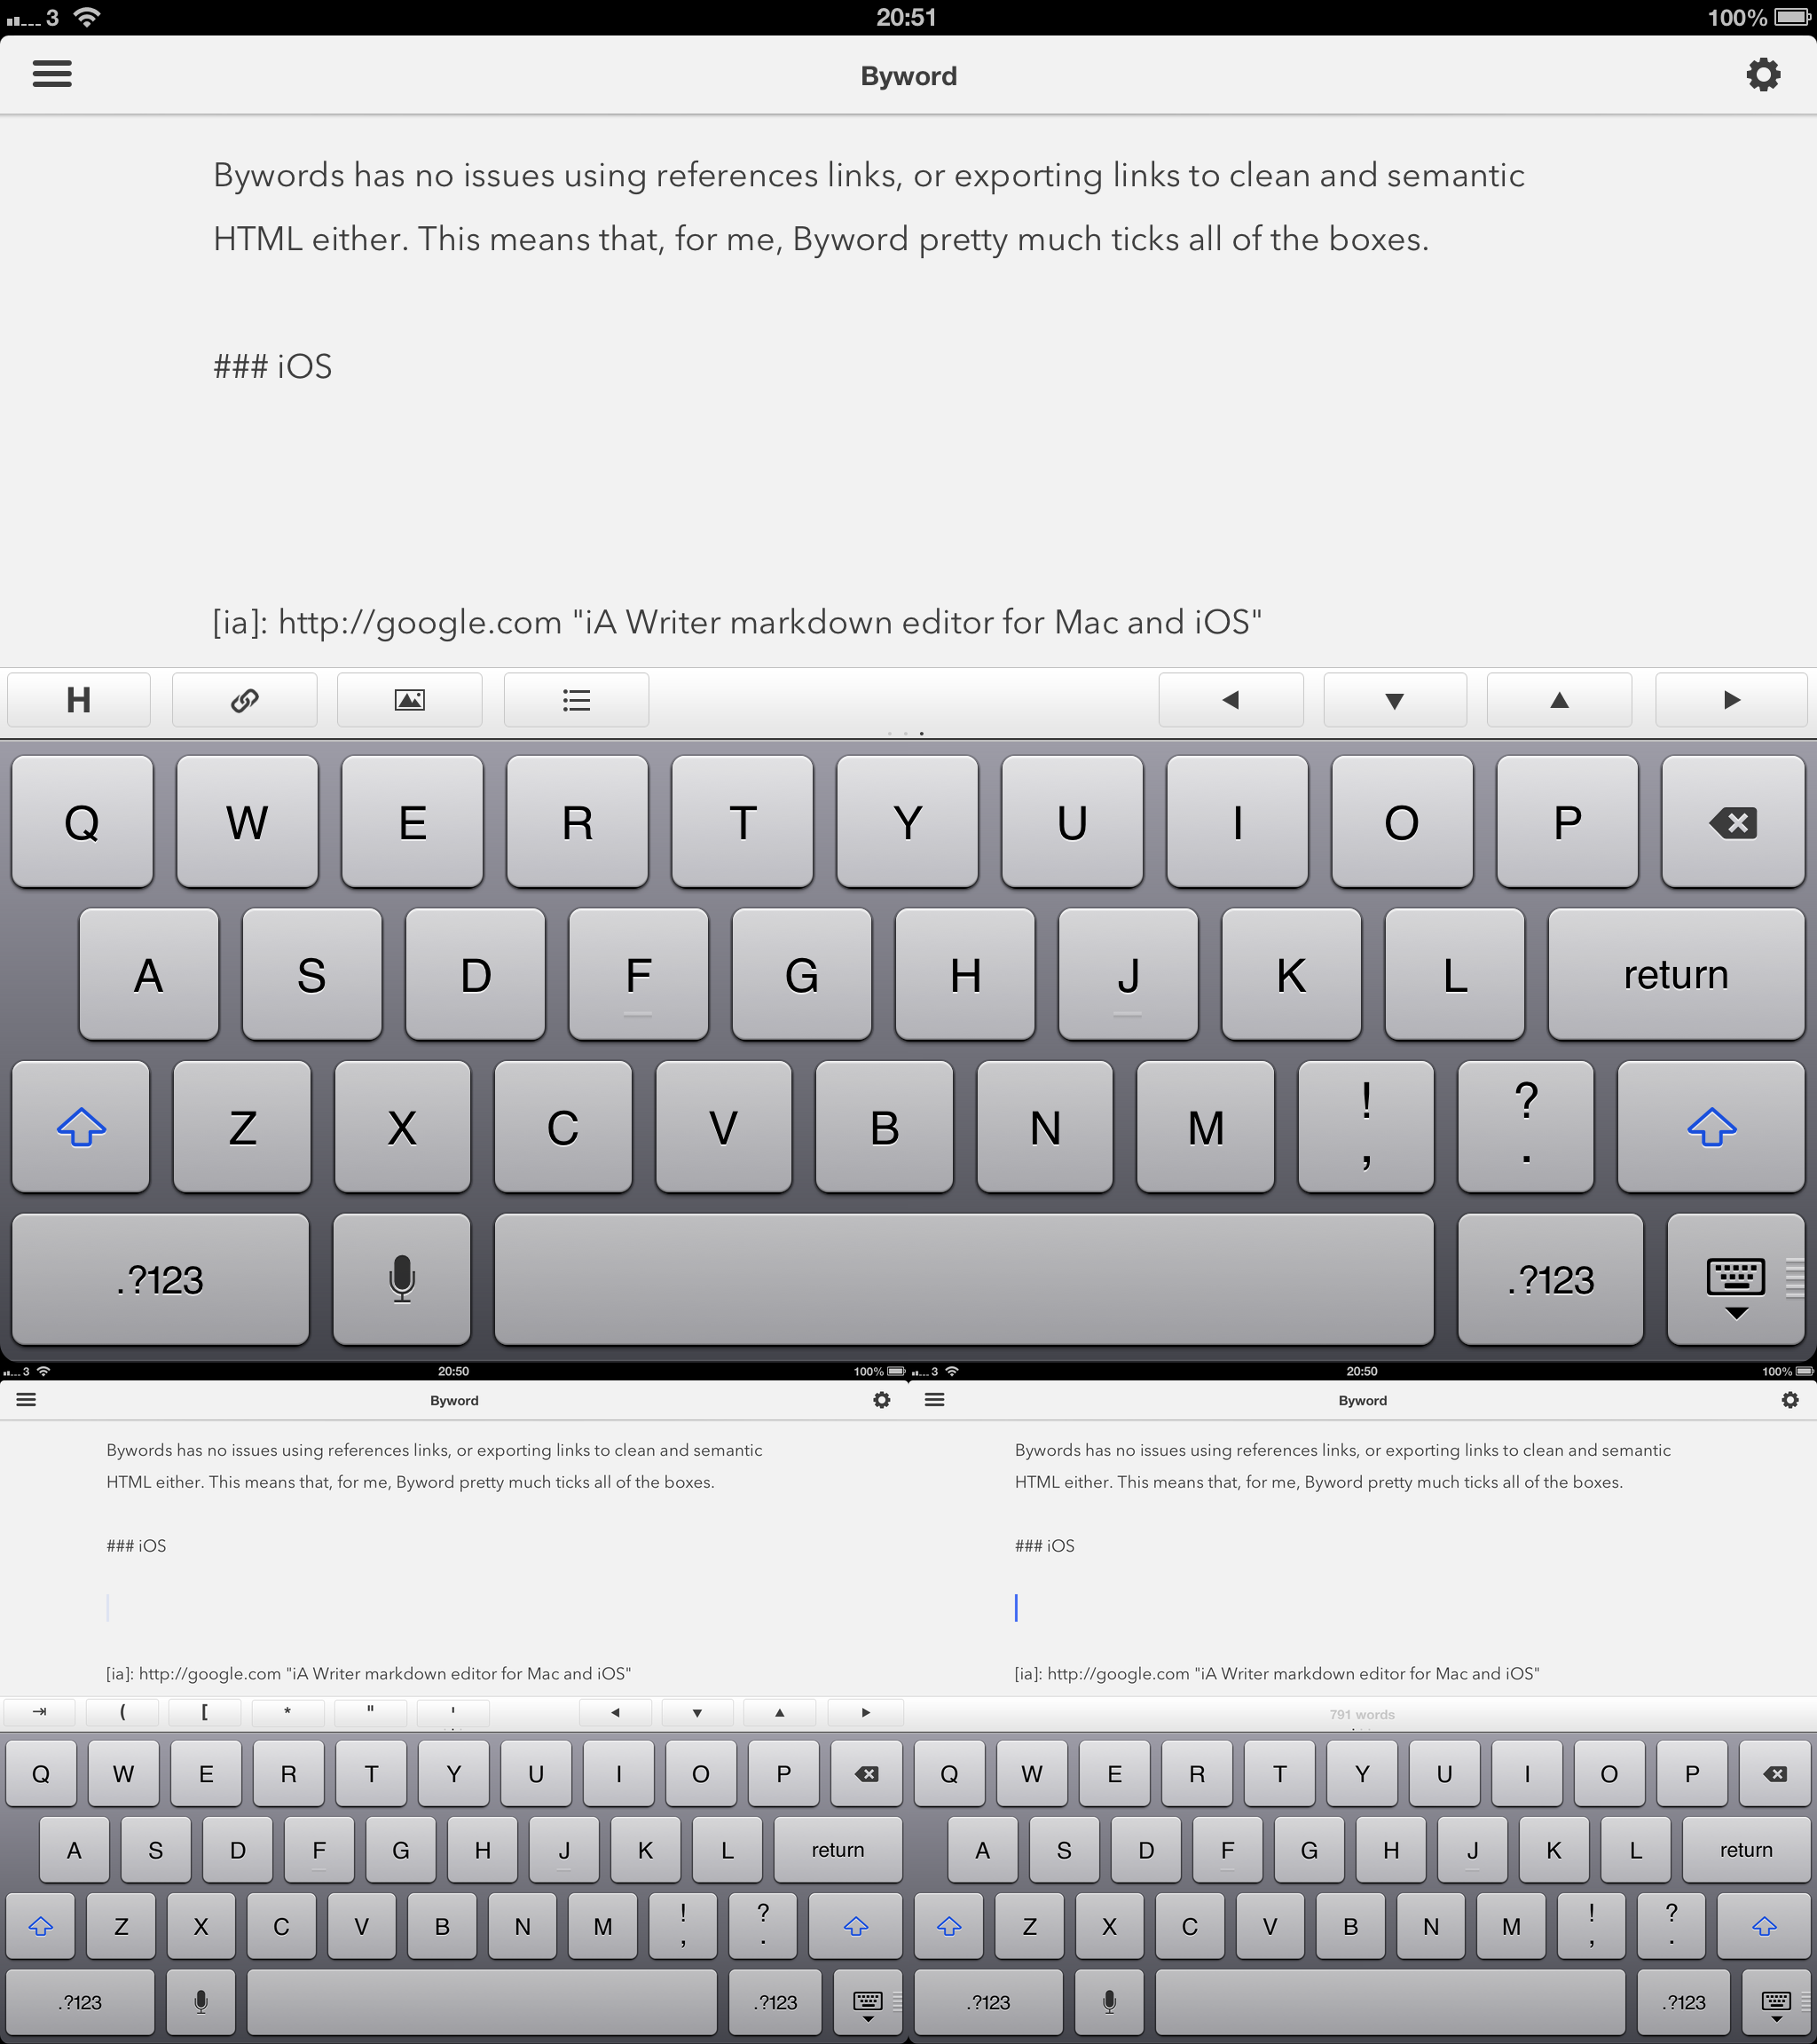 3 20:51 100%
Byword
Bywords has no issues using references links, or exporting links to clean and semantic
HTML either. This means that, for me, Byword pretty much ticks all of the boxes.
### iOS
[ia]: http://google.com "iA Writer markdown editor for Mac and iOS"
H
Q W E R T Y U I O P
A S D F G H J K L return
Z X C V B N M ! , ? .
.?123 .?123
3 20:50 100%
Byword
Bywords has no issues using references links, or exporting links to clean and semantic
HTML either. This means that, for me, Byword pretty much ticks all of the boxes.
### iOS
[ia]: http://google.com "iA Writer markdown editor for Mac and iOS"
( [ * " '
Q W E R T Y U I O P
A S D F G H J K L return
Z X C V B N M ! , ? .
.?123 .?123
3 20:50 100%
Byword
Bywords has no issues using references links, or exporting links to clean and semantic
HTML either. This means that, for me, Byword pretty much ticks all of the boxes.
### iOS
[ia]: http://google.com "iA Writer markdown editor for Mac and iOS"
791 words
Q W E R T Y U I O P
A S D F G H J K L return
Z X C V B N M ! , ? .
.?123 .?123